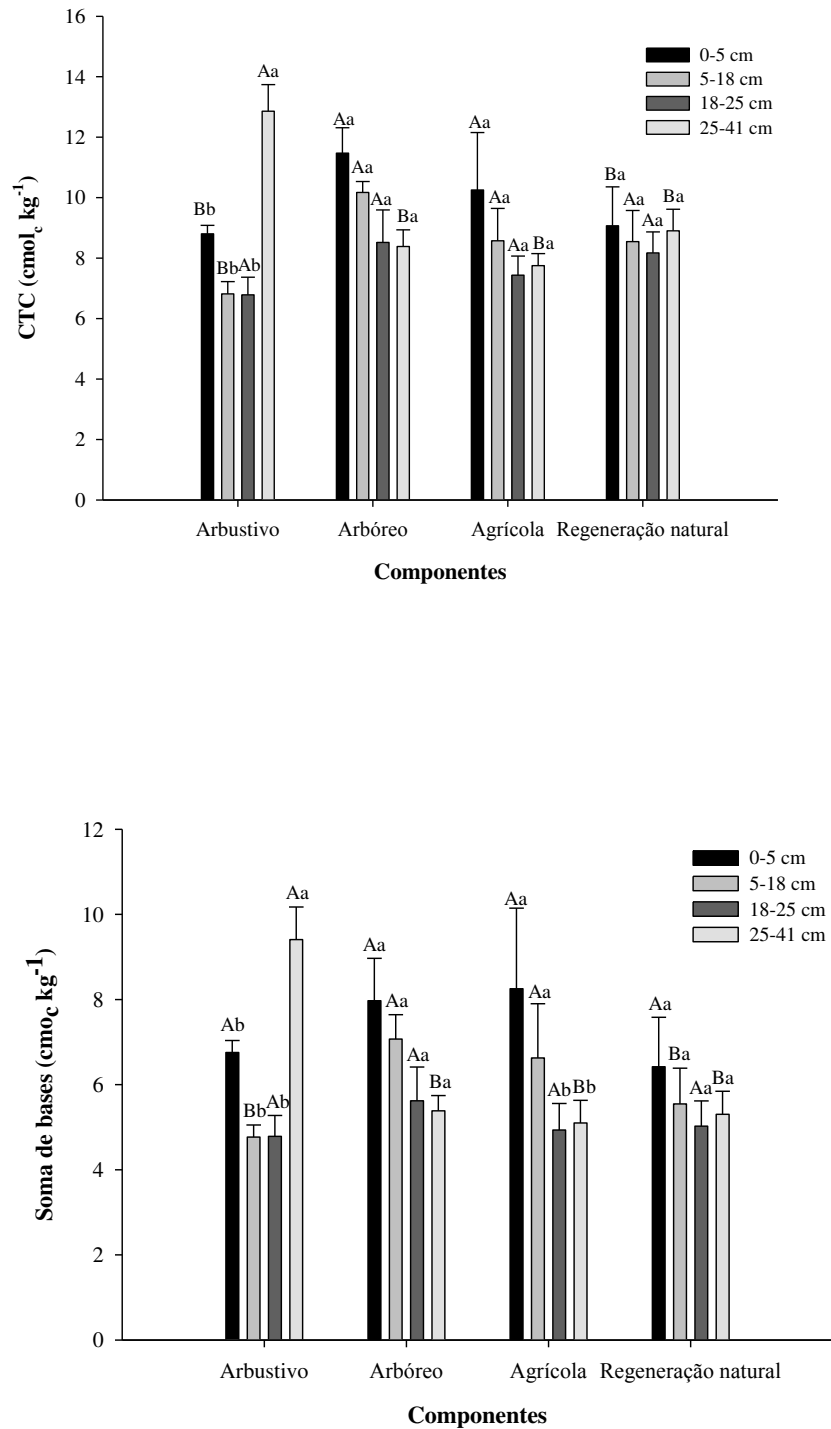 16
14
12
10
8
6
4
2
0
CTC (cmolc kg-1)
0-5 cm
5-18 cm
18-25 cm
25-41 cm
Bb
Bb
Ab
Aa
Aa
Aa
Aa
Ba
Aa
Aa
Aa
Ba
Ba
Aa
Aa
Ba
Arbustivo
Arbóreo
Agrícola
Regeneração natural
Componentes
12
10
8
6
4
2
0
Soma de bases (cmoc kg-1)
0-5 cm
5-18 cm
18-25 cm
25-41 cm
Ab
Bb
Ab
Aa
Aa
Aa
Aa
Ba
Aa
Aa
Ab
Bb
Aa
Ba
Aa
Ba
Arbustivo
Arbóreo
Agrícola
Regeneração natural
Componentes